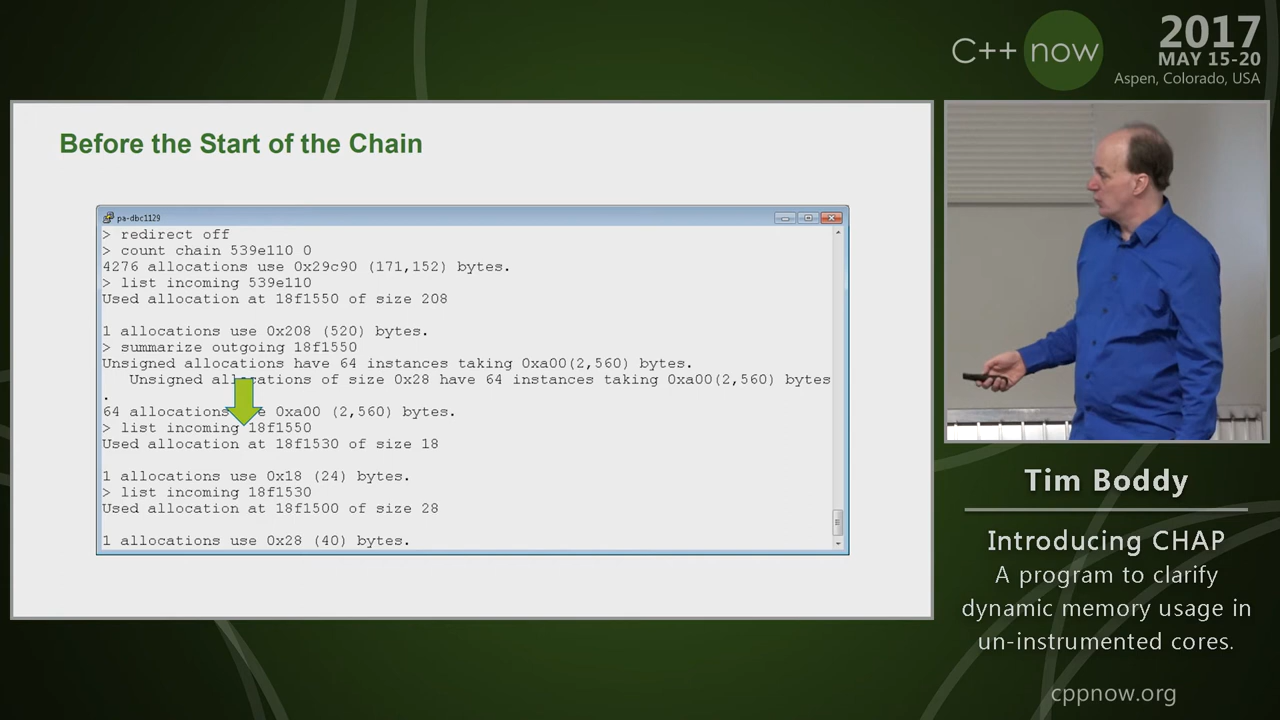 C++ now
2017
MAY 15-20
Aspen, Colorado, USA
Before the Start of the Chain
pa-dbc1129
> redirect off
> count chain 539e110 0
4276 allocations use 0x29c90 (171,152) bytes.
> list incoming 539e110
Used allocation at 18f1550 of size 208
1 allocations use 0x208 (520) bytes.
> summarize outgoing 18f1550
Unsigned allocations have 64 instances taking 0xa00(2,560) bytes.
Unsigned allocations of size 0x28 have 64 instances taking 0xa00(2,560) bytes
.
64 allocations use 0xa00 (2,560) bytes.
> list incoming 18f1550
Used allocation at 18f1530 of size 18
1 allocations use 0x18 (24) bytes.
> list incoming 18f1530
Used allocation at 18f1500 of size 28
1 allocations use 0x28 (40) bytes.
Tim Boddy
Introducing CHAP
A program to clarify
dynamic memory usage in
un-instrumented cores.
cppnow.org